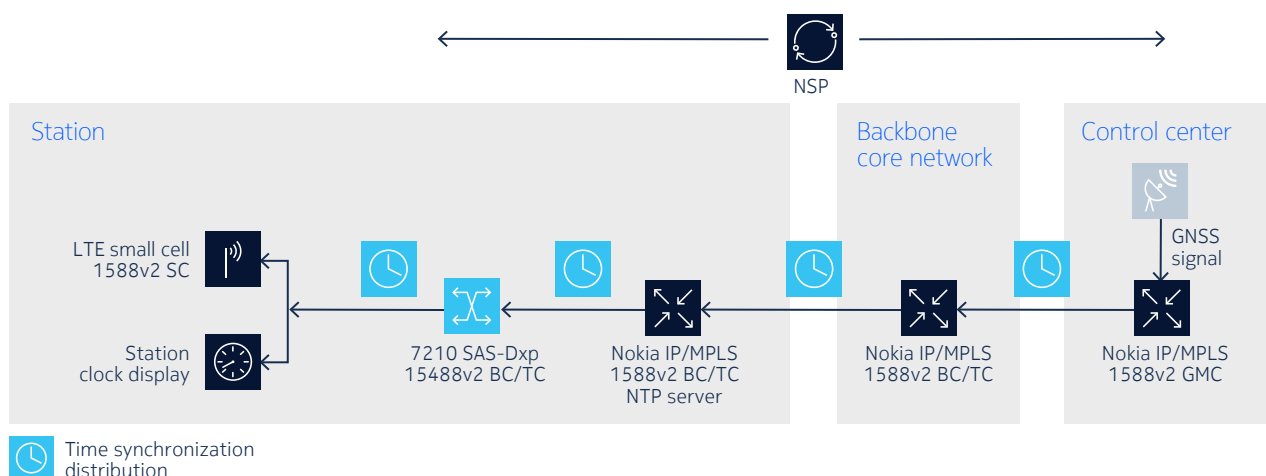 NSP
Station
Backbone
core network
Control center
GNSS
signal
LTE small cell
1588v2 SC
Station
clock display
7210 SAS-Dxp
15488v2 BC/TC
Nokia IP/MPLS
1588v2 BC/TC
NTP server
Nokia IP/MPLS
1588v2 BC/TC
Nokia IP/MPLS
1588v2 GMC
Time synchronization
distribution